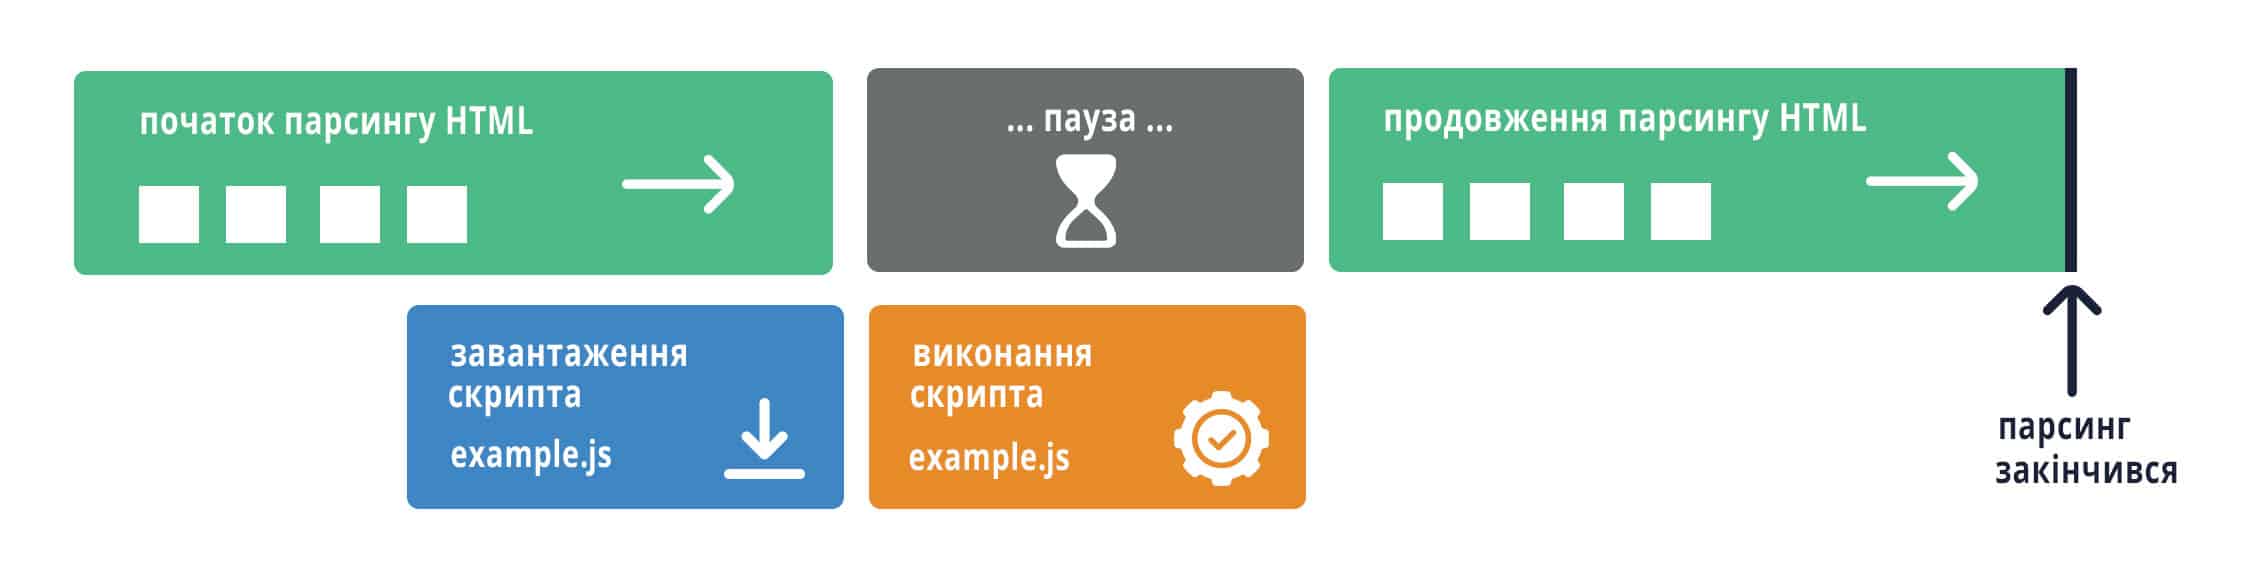 початок парсингу HTML
... пауза ...
продовження парсингу HTML
завантаження
скрипта
example.js
виконання
скрипта
example.js
парсинг
закінчився